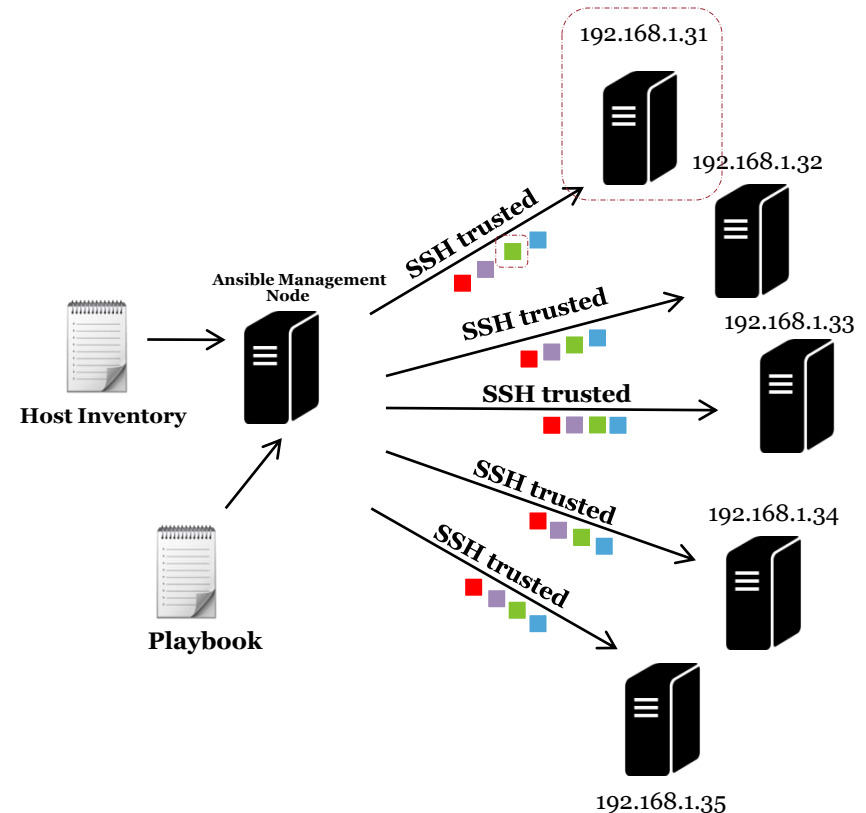 192.168.1.31
192.168.1.32
SSH trusted
Ansible Management
Node
SSH trusted
192.168.1.33
SSH trusted
Host Inventory
SSH trusted
192.168.1.34
SSH trusted
Playbook
192.168.1.35